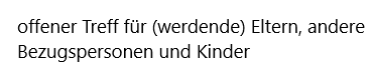 offener Treff für (werdende) Eltern, andere
Bezugspersonen und Kinder